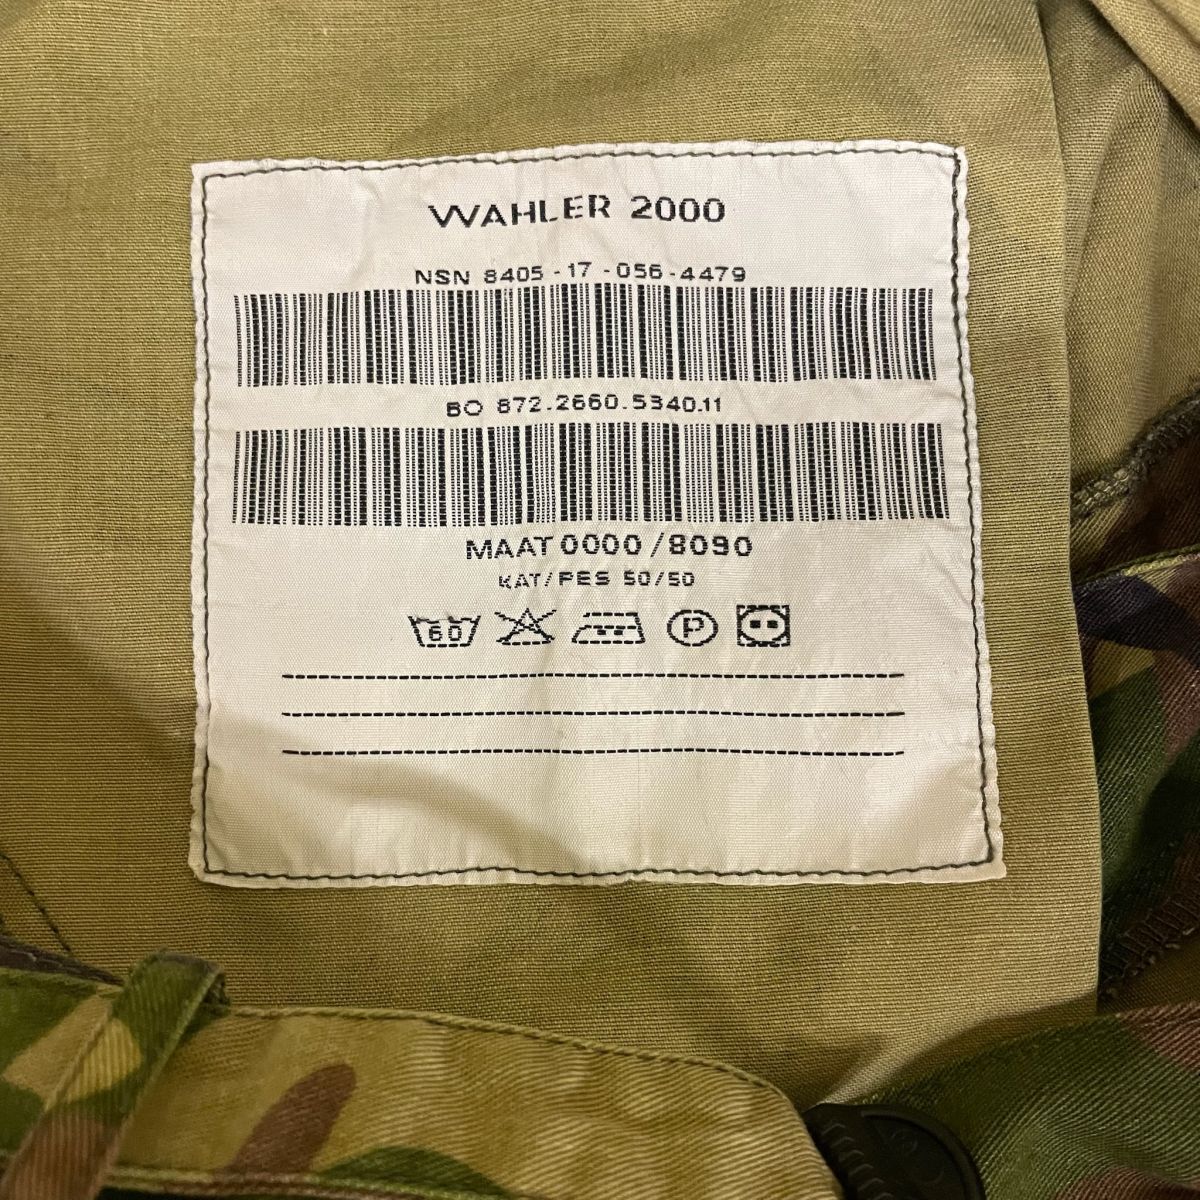 WAHLER 2000
NSN 8405-17-056-4479
BO 872.2660.5340.11
MAAT 0000/8090
KAT/PES 50/50
60 P